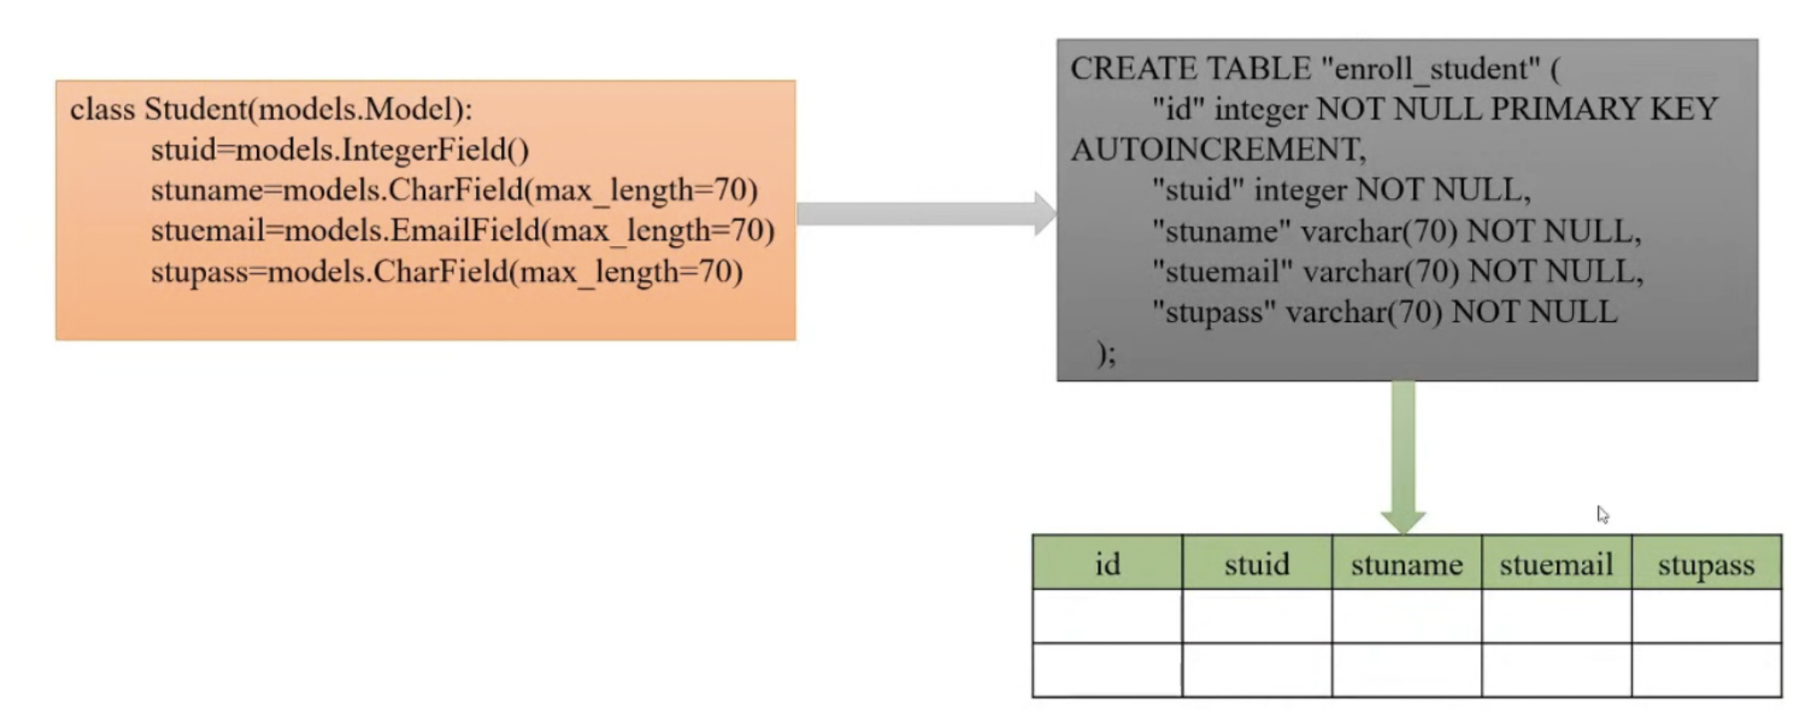 class Student(models.Model):
stuid=models.IntegerField()
stuname=models.CharField(max_length=70)
stuemail=models.EmailField(max_length=70)
stupass=models.CharField(max_length=70)
CREATE TABLE "enroll_student" (
"id" integer NOT NULL PRIMARY KEY
AUTOINCREMENT,
"stuid" integer NOT NULL,
"stuname" varchar(70) NOT NULL,
"stuemail" varchar(70) NOT NULL,
"stupass" varchar(70) NOT NULL
);
id stuid stuname stuemail stupass